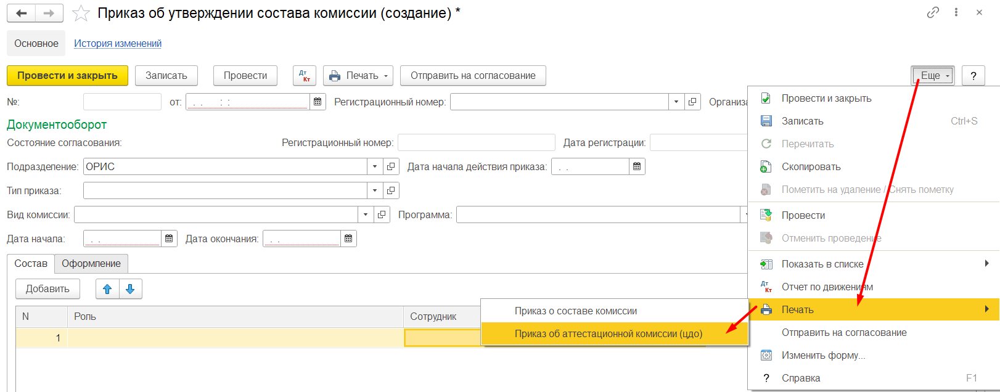 Приказ об утверждении состава комиссии (создание) *
Основное История изменений
Провести и закрыть Записать Провести Дт Кт Печать Отправить на согласование Еще ?
№: от: . . : : Регистрационный номер: Организа
Документооборот
Состояние согласования: Регистрационный номер: Дата регистрации:
Подразделение: ОРИС Дата начала действия приказа: . .
Тип приказа:
Вид комиссии: Программа:
Дата начала: . . Дата окончания: . .
Состав Оформление
Добавить
N Роль Сотрудник
1
Приказ о составе комиссии
Приказ об аттестационной комиссии (цдо)
Провести и закрыть
Записать Ctrl+S
Перечитать
Скопировать
Пометить на удаление / Снять пометку
Провести
Отменить проведение
Показать в списке
Дт Кт Отчет по движениям
Печать
Отправить на согласование
Изменить форму...
? Справка F1